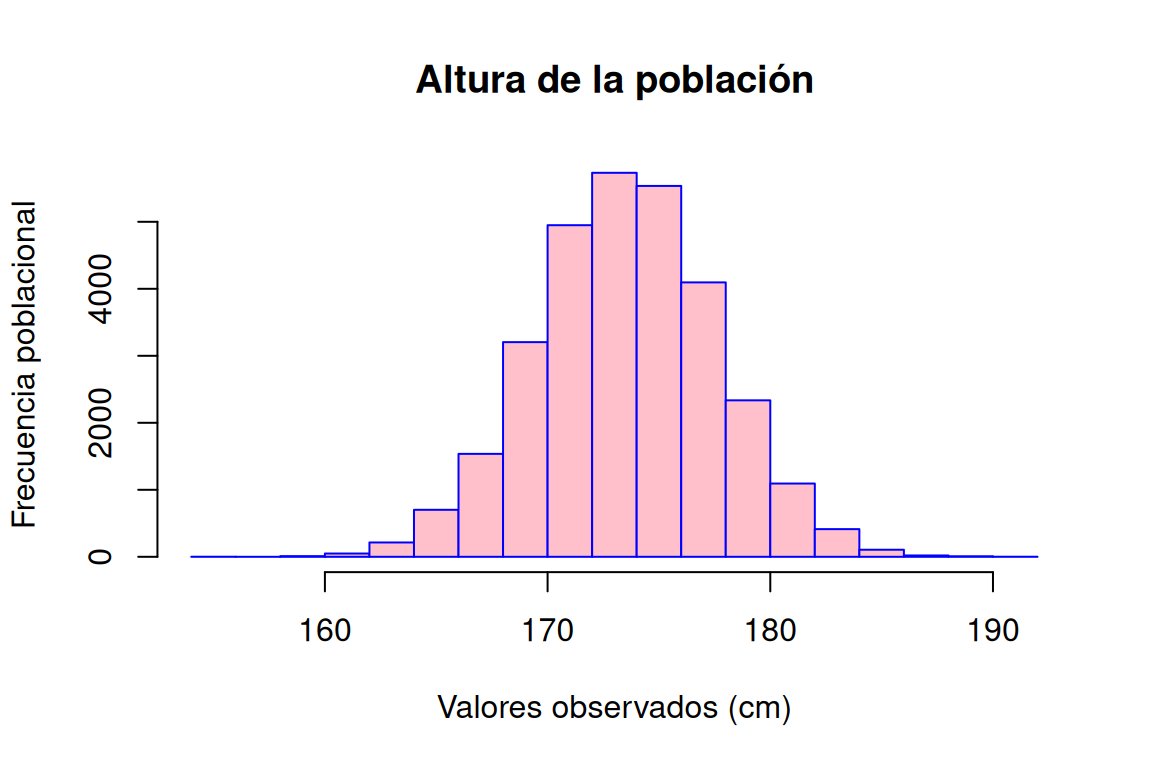 Altura de la población
Frecuencia poblacional
4000
2000
0
160 170 180 190
Valores observados (cm)